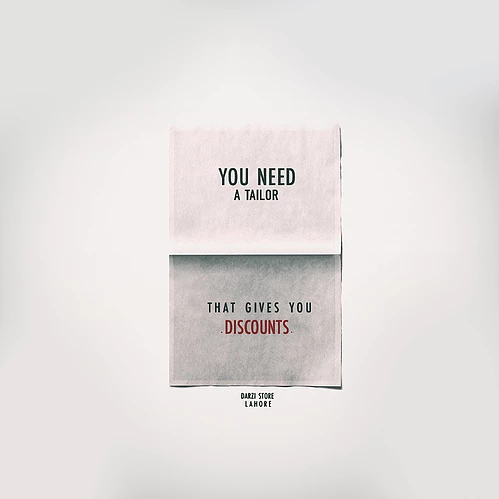 YOU NEED
A TAILOR
THAT GIVES YOU
.DISCOUNTS.
DARZI STORE
LAHORE